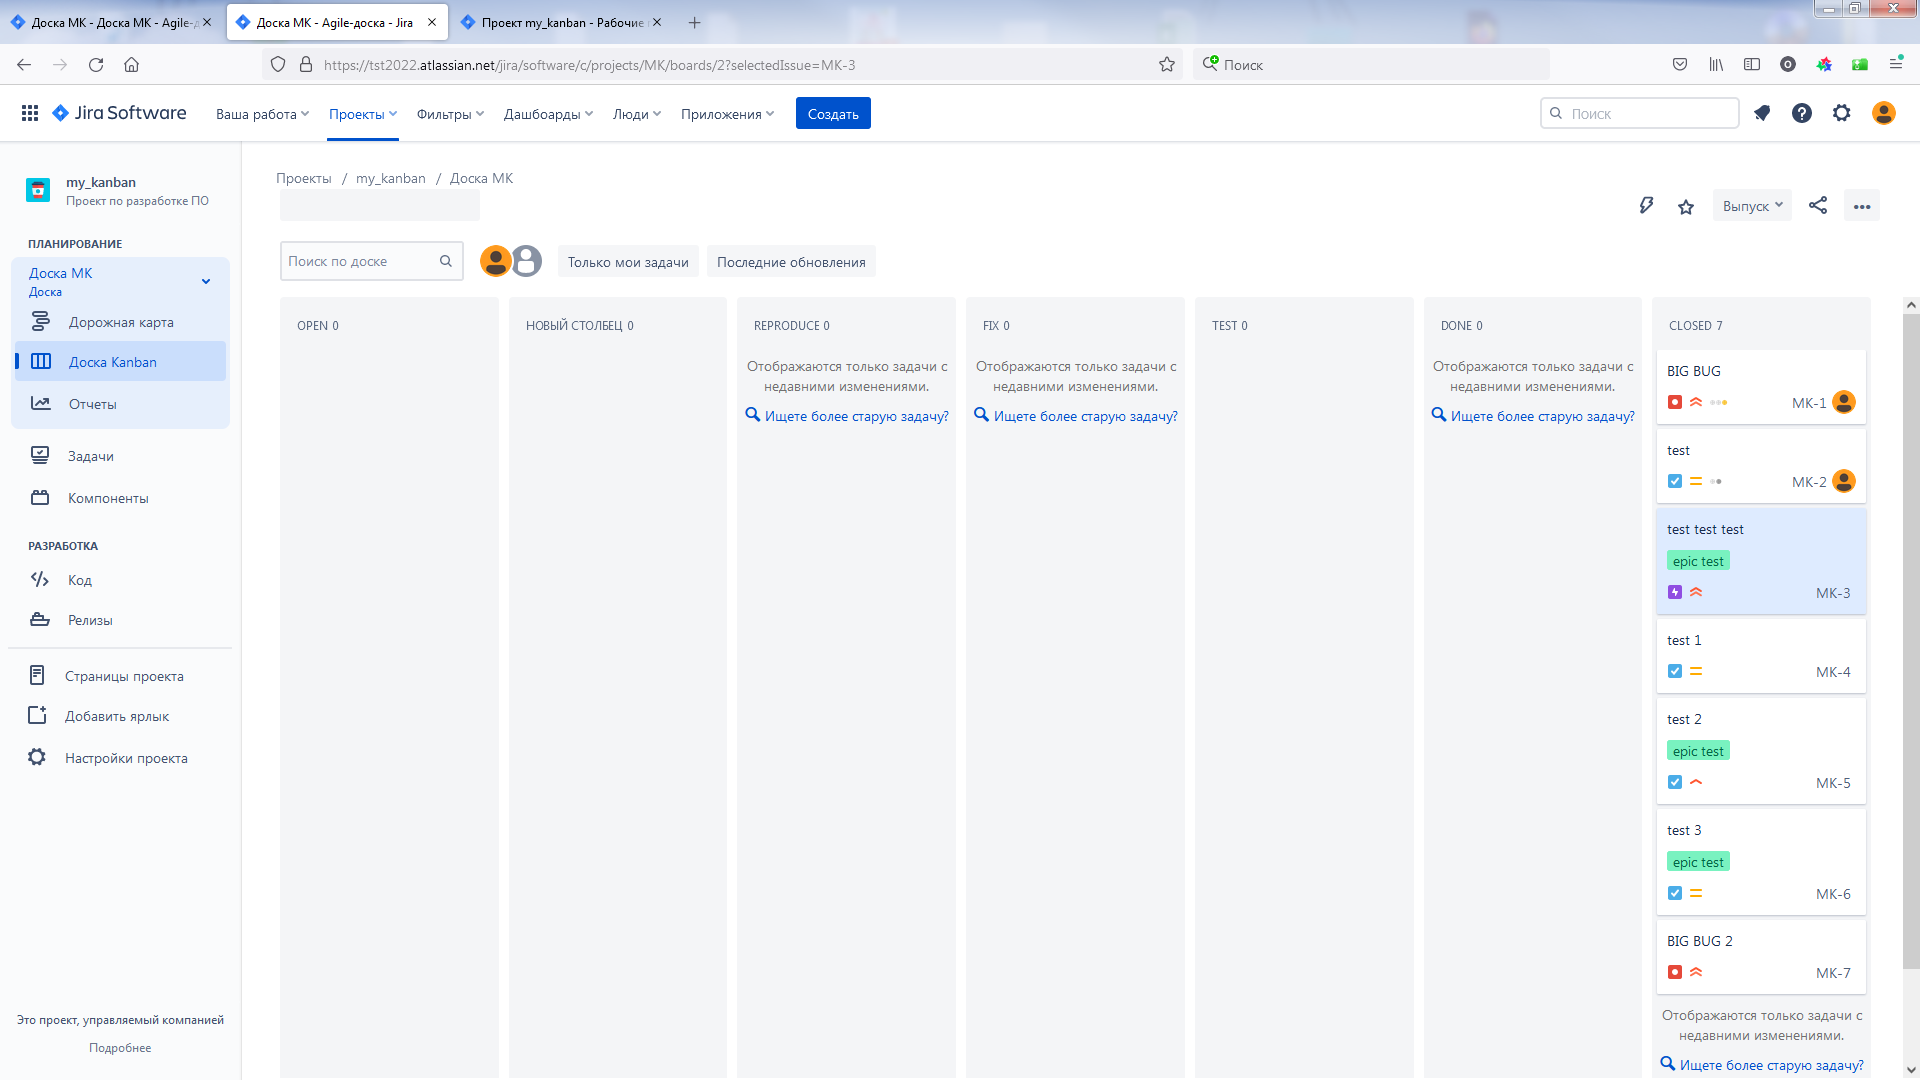 Доска МК - Доска МК - Agile-д
Доска МК - Agile-доска - Jira
Проект my_kanban - Рабочие
https://tst2022.atlassian.net/jira/software/c/projects/MK/boards/2?selectedIssue=MK-3
Поиск
Jira Software
Ваша работа
Проекты
Фильтры
Дашбоарды
Люди
Приложения
Создать
Поиск
my_kanban
Проект по разработке ПО
ПЛАНИРОВАНИЕ
Доска МК
Доска
Дорожная карта
Доска Kanban
Отчеты
Задачи
Компоненты
РАЗРАБОТКА
Код
Релизы
Страницы проекта
Добавить ярлык
Настройки проекта
Это проект, управляемый компанией
Подробнее
Проекты / my_kanban / Доска МК
Выпуск
Поиск по доске
Только мои задачи
Последние обновления
OPEN 0
НОВЫЙ СТОЛБЕЦ 0
REPRODUCE 0
Отображаются только задачи с
недавними изменениями.
Ищете более старую задачу?
FIX 0
Отображаются только задачи с
недавними изменениями.
Ищете более старую задачу?
TEST 0
DONE 0
Отображаются только задачи с
недавними изменениями.
Ищете более старую задачу?
CLOSED 7
BIG BUG
MK-1
test
MK-2
test test test
epic test
MK-3
test 1
MK-4
test 2
epic test
MK-5
test 3
epic test
MK-6
BIG BUG 2
MK-7
Отображаются только задачи с
недавними изменениями.
Ищете более старую задачу?